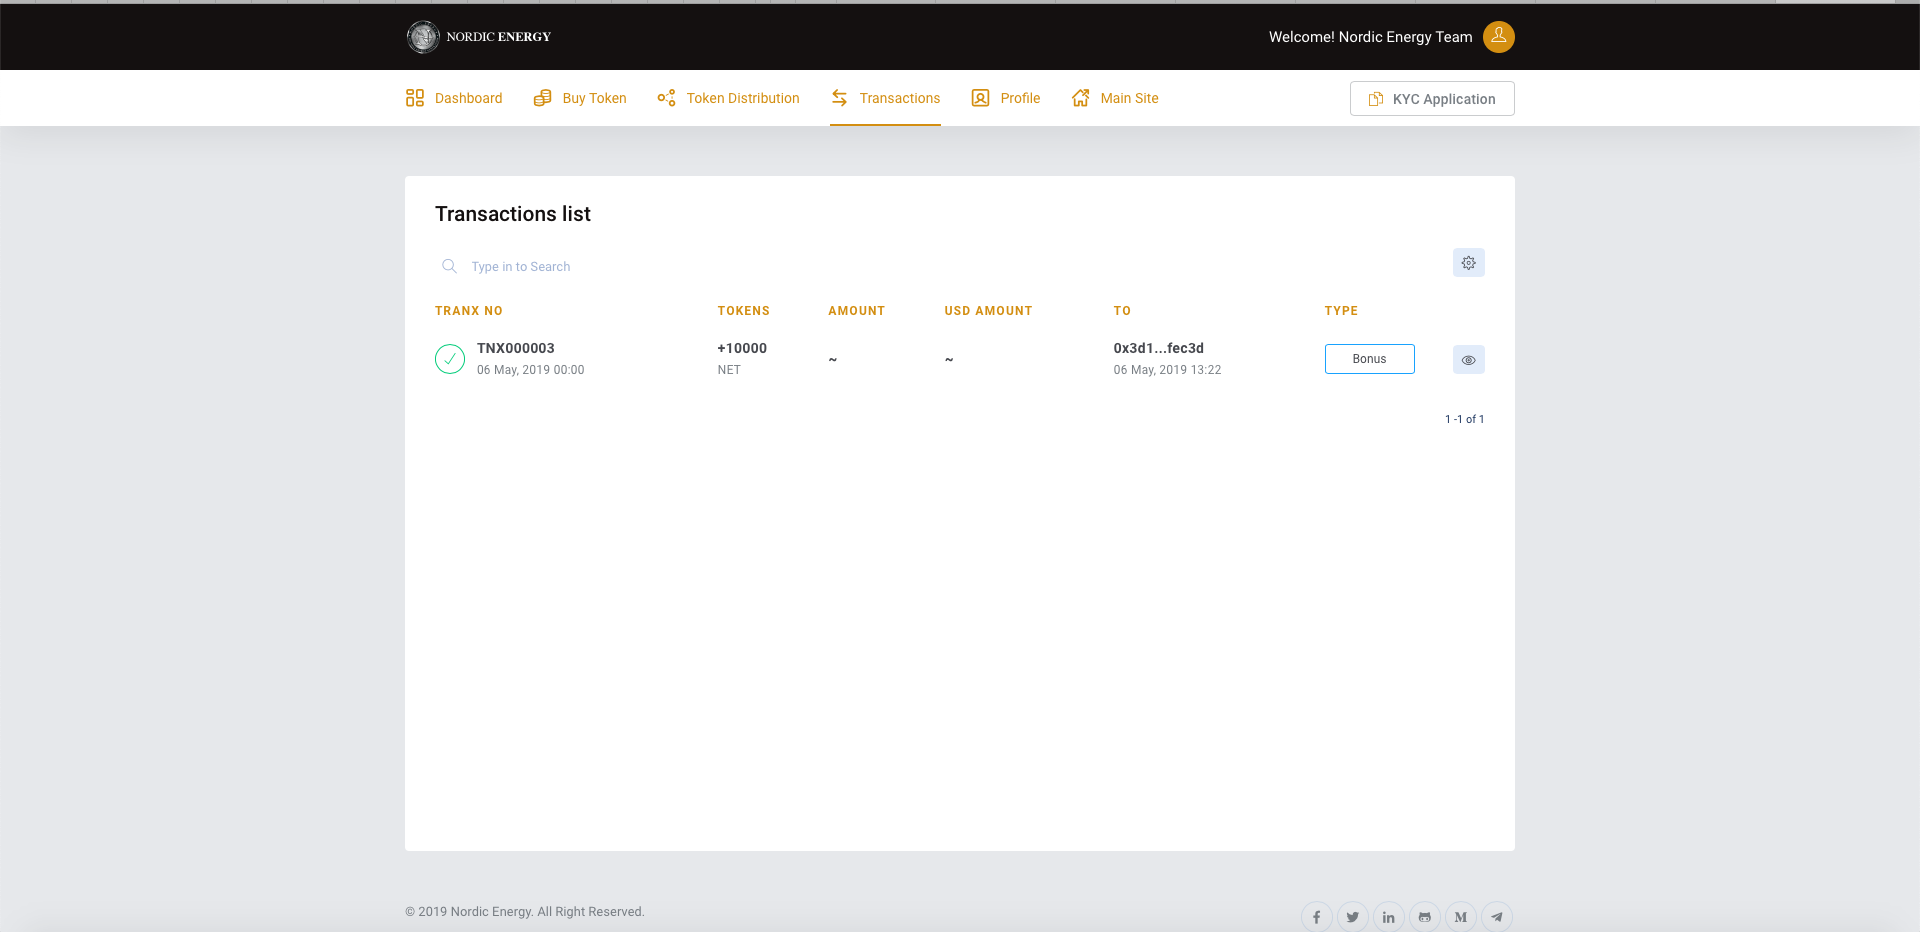 NORDIC ENERGY
Welcome! Nordic Energy Team
Dashboard
Buy Token
Token Distribution
Transactions
Profile
Main Site
KYC Application
Transactions list
Type in to Search
TRANX NO TOKENS AMOUNT USD AMOUNT TO TYPE
TNX000003 +10000 ~ ~ 0x3d1...fec3d Bonus
06 May, 2019 00:00 NET 06 May, 2019 13:22
1 -1 of 1
© 2019 Nordic Energy. All Right Reserved.